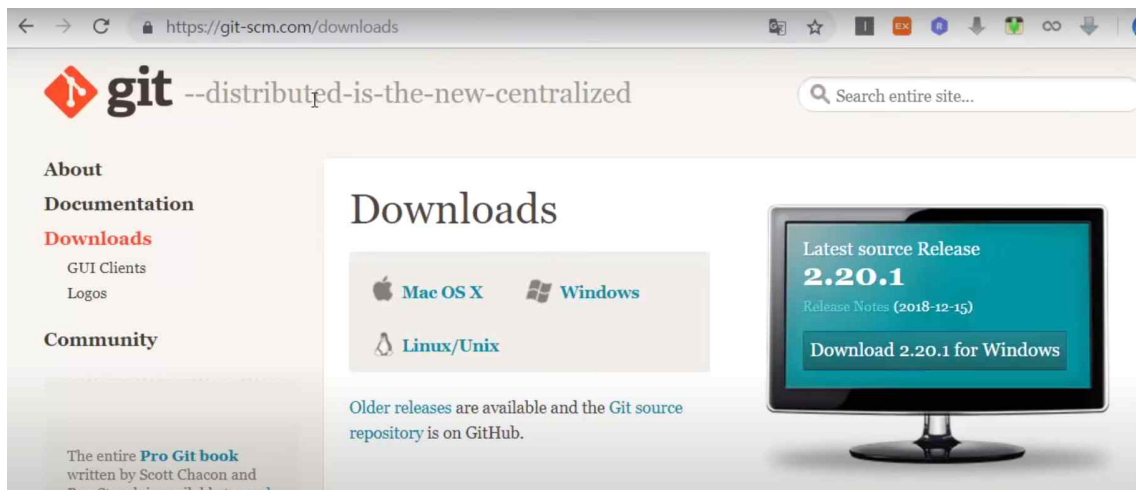 https://git-scm.com/downloads
git --distributed-is-the-new-centralized
Search entire site...
About
Documentation
Downloads
GUI Clients
Logos
Community
The entire Pro Git book
written by Scott Chacon and
Downloads
Mac OS X
Windows
Linux/Unix
Older releases are available and the Git source
repository is on GitHub.
Latest source Release
2.20.1
Release Notes (2018-12-15)
Download 2.20.1 for Windows